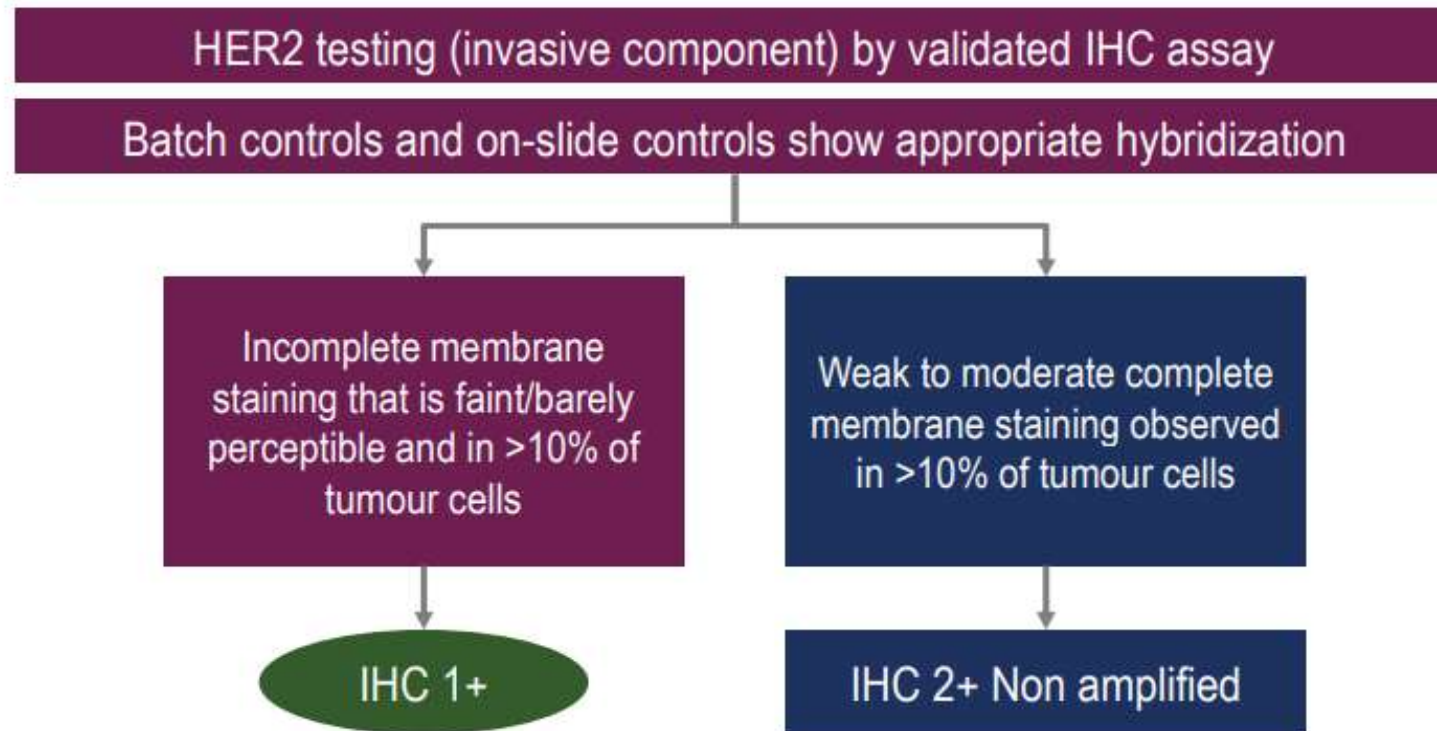 HER2 testing (invasive component) by validated IHC assay
Batch controls and on-slide controls show appropriate hybridization
Incomplete membrane
staining that is faint/barely
perceptible and in >10% of
tumour cells
Weak to moderate complete
membrane staining observed
in >10% of tumour cells
IHC 1+
IHC 2+ Non amplified